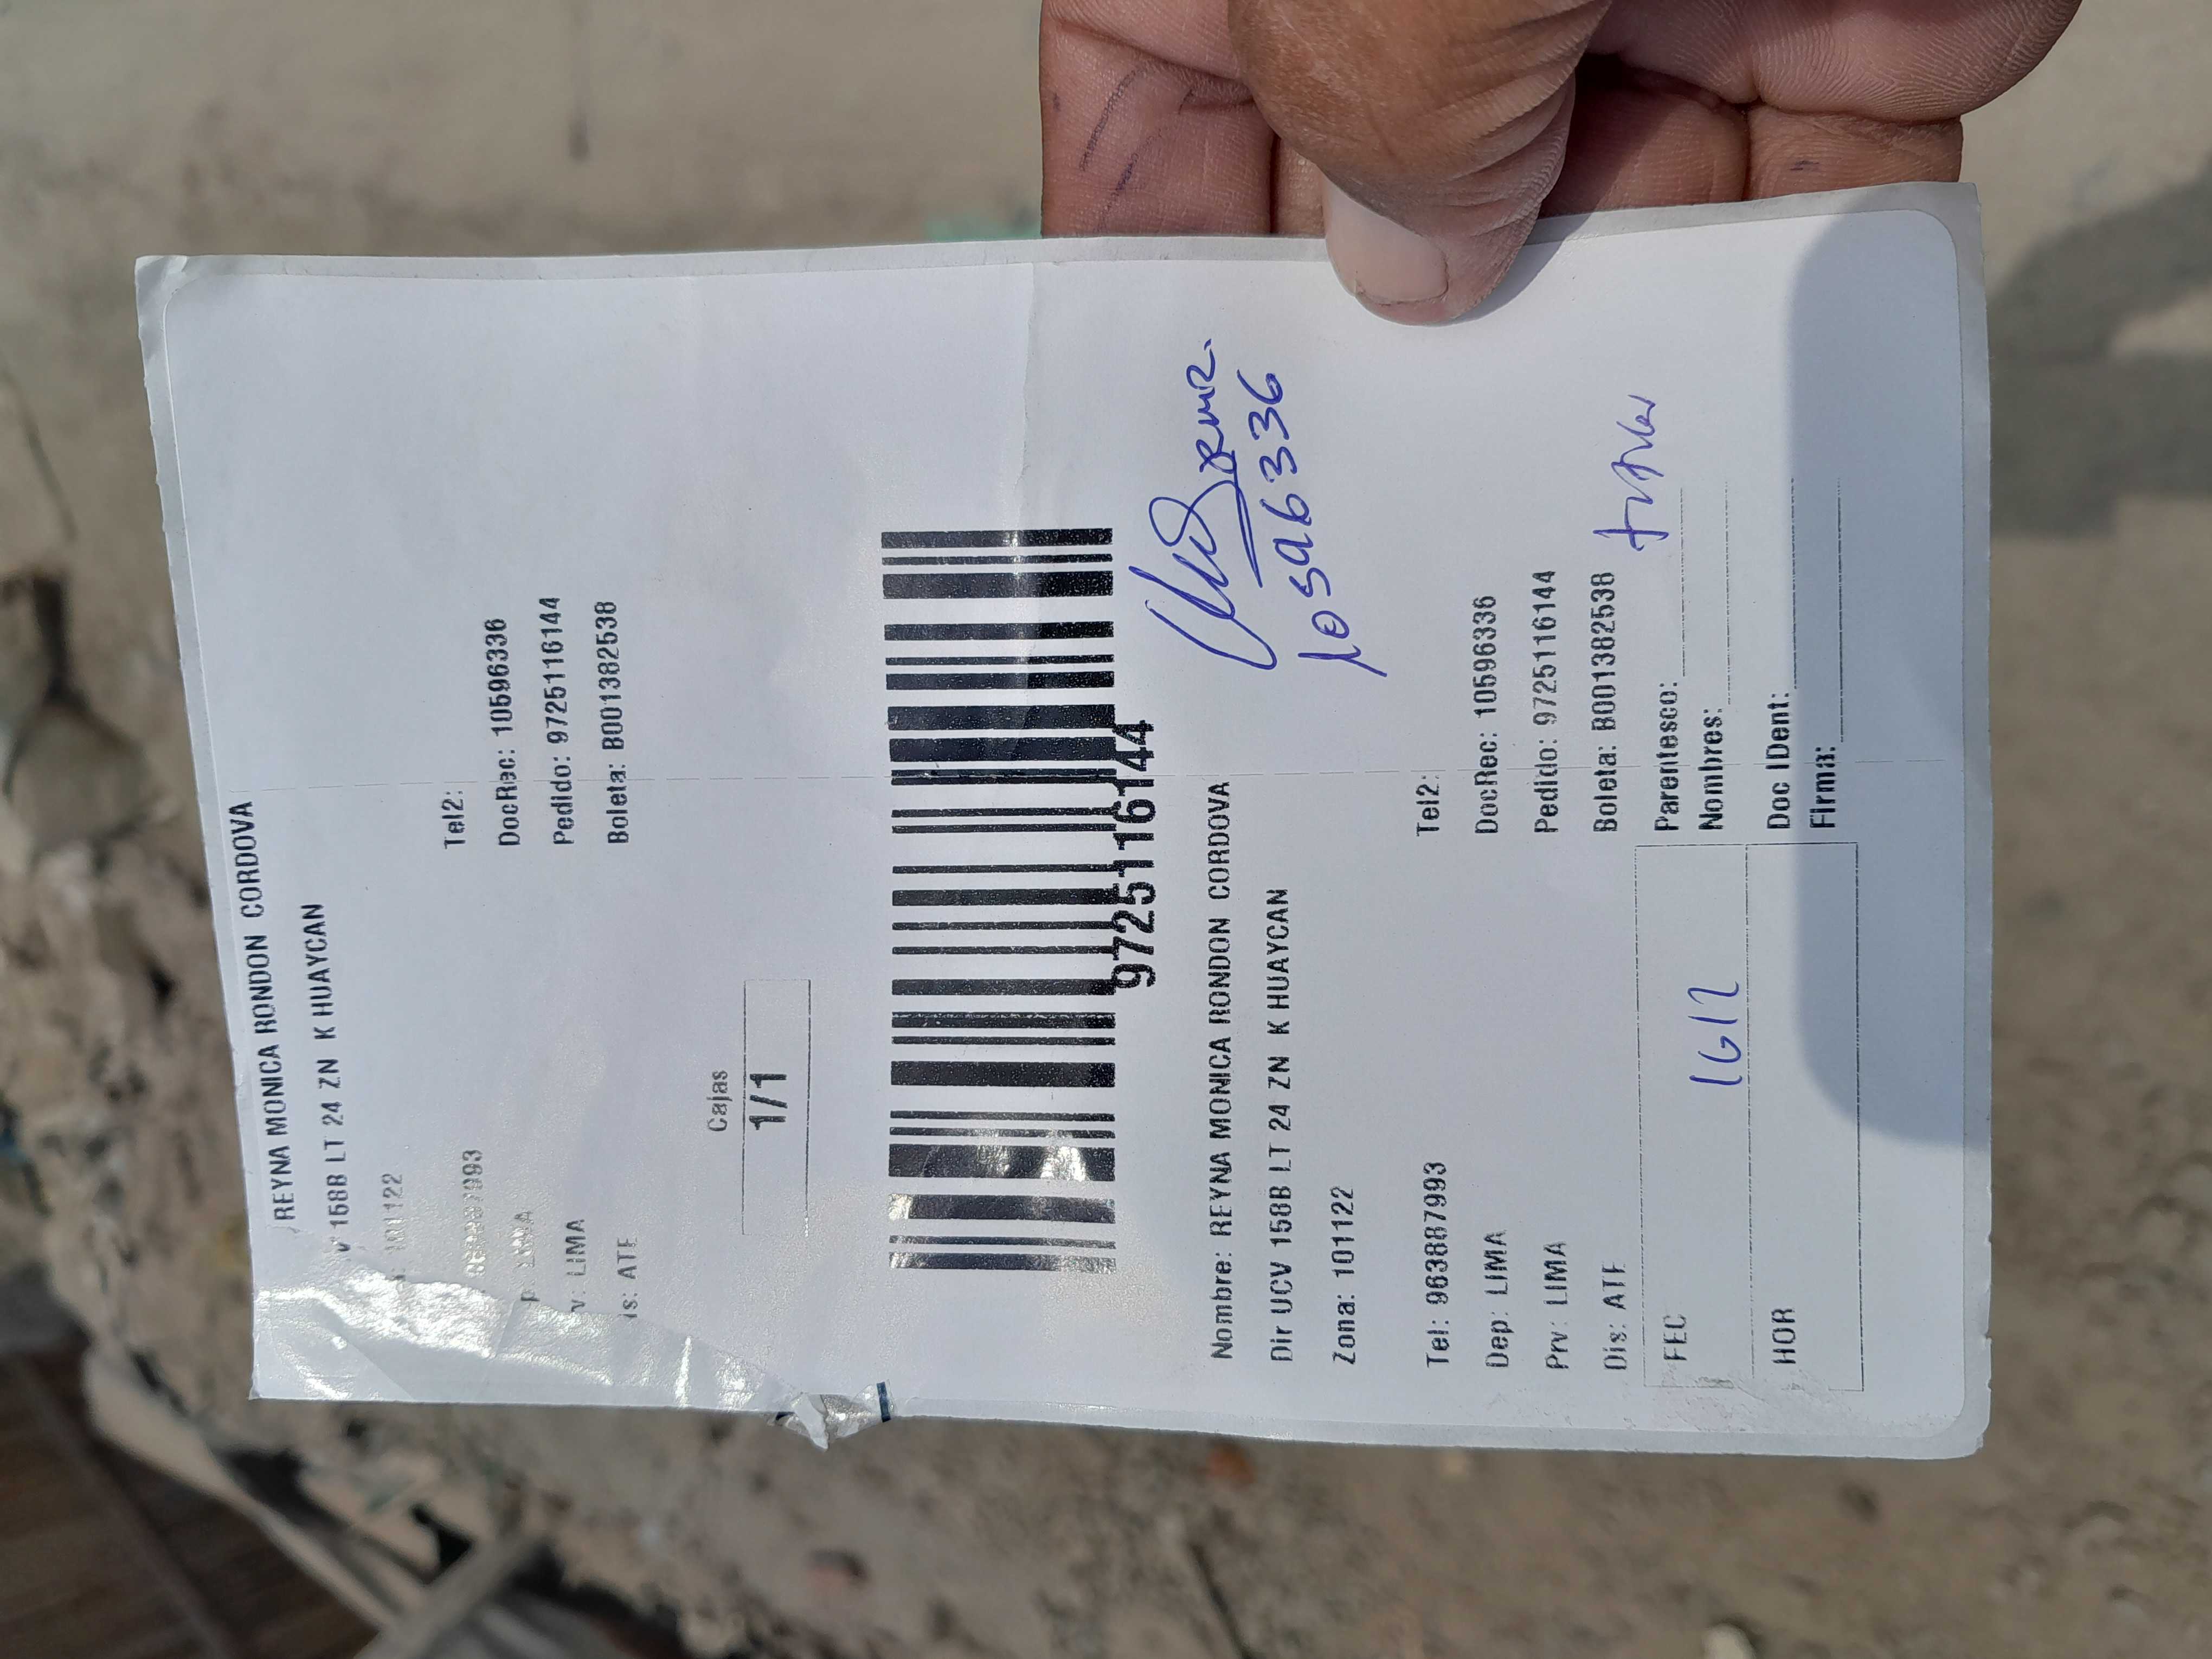 REYNA MONICA RONDON CORDOVA
158B LT 24 ZN K HUAYCAN
101122
Tel2:
DocRec: 10596336
Pedido: 9725116144
Boleta: B001382538
v: LIMA
is: ATE
Cajas
1/1
9725116144
Nombre: REYNA MONICA RONDON CORDOVA
Dir UCV 158B LT 24 ZN K HUAYCAN
Zona: 101122
10596336
Tel: 963887993 Tel2:
Dep: LIMA DocRec: 10596336
Prv: LIMA Pedido: 9725116144
Dis: ATE Boleta: B001382538
FEC 16/12 Parentesco:
Nombres:
HOR Doc IDent:
Firma: